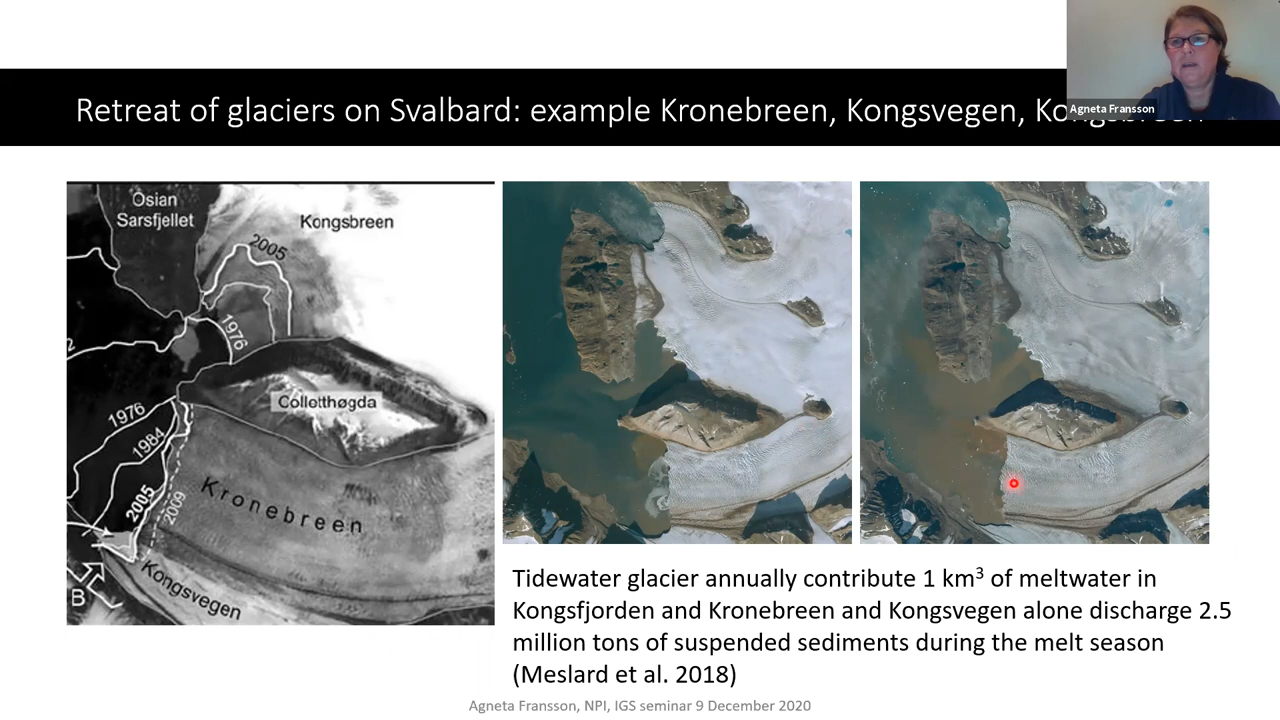 Agneta Fransson
Retreat of glaciers on Svalbard: example Kronebreen, Kongsvegen, Kongsbreen
Osian
Sarsfjellet
Kongsbreen
2005
1976
2
Colletthøgda
1976
1984
2005
2009
Kronebreen
Kongsvegen
B
Tidewater glacier annually contribute 1 km³ of meltwater in
Kongsfjorden and Kronebreen and Kongsvegen alone discharge 2.5
million tons of suspended sediments during the melt season
(Meslard et al. 2018)
Agneta Fransson, NPI, IGS seminar 9 December 2020